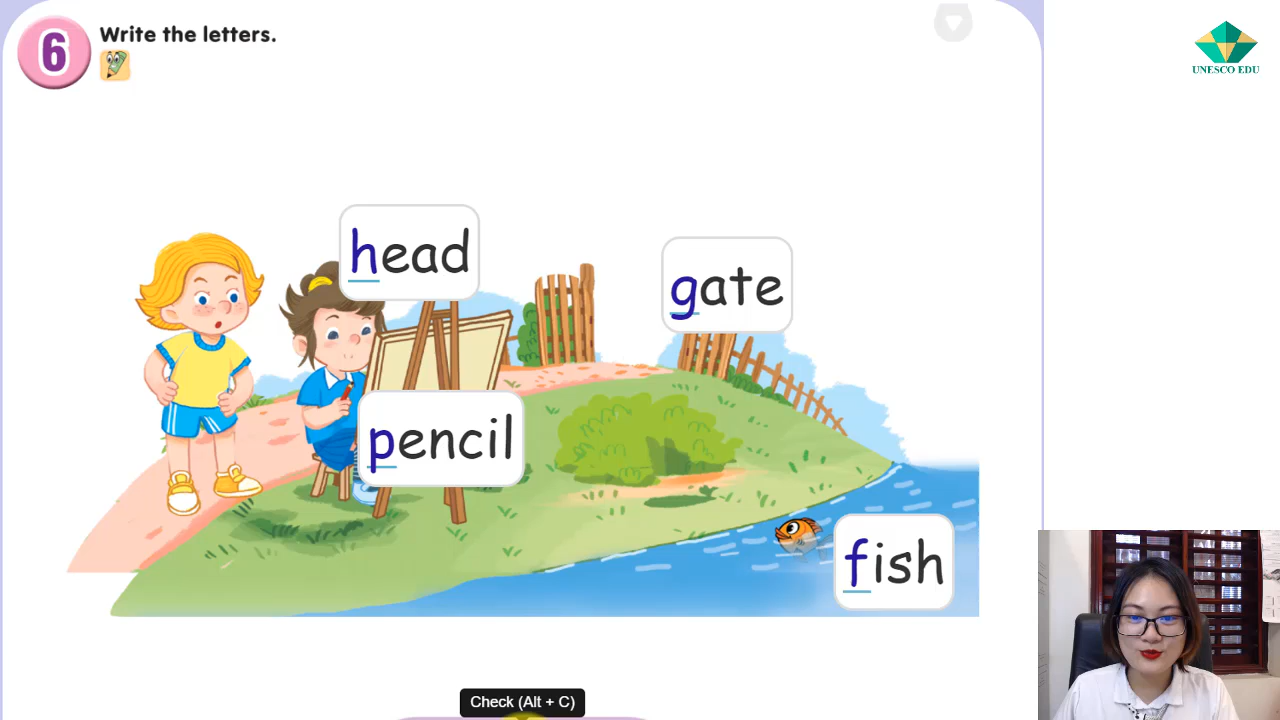 6 Write the letters.
UNESCO EDU
head
gate
pencil
fish
Check (Alt + C)